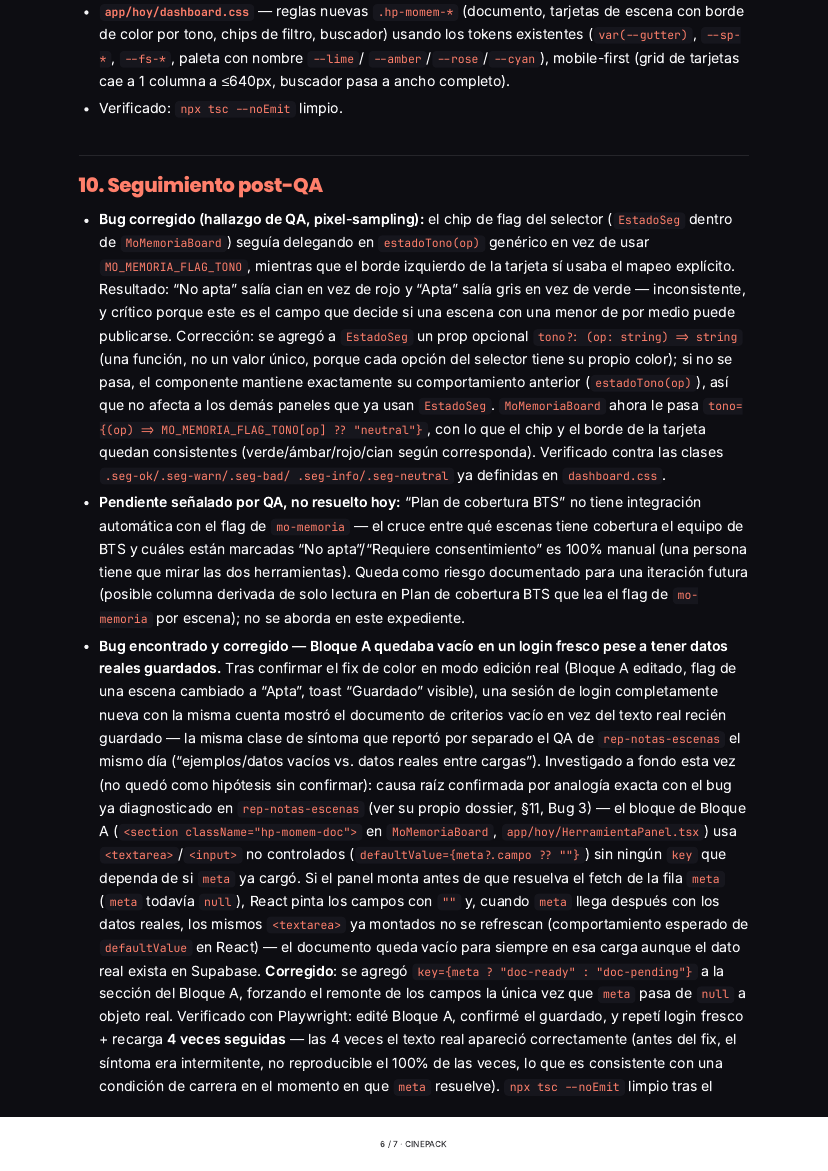 • app/hoy/dashboard.css — reglas nuevas .hp-momem-* (documento, tarjetas de escena con borde
de color por tono, chips de filtro, buscador) usando los tokens existentes ( var(--gutter) , --sp-
* , --fs-* , paleta con nombre --lime / --amber / --rose / --cyan ), mobile-first (grid de tarjetas
cae a 1 columna a ≤640px, buscador pasa a ancho completo).
• Verificado: npx tsc --noEmit limpio.
10. Seguimiento post-QA
• Bug corregido (hallazgo de QA, pixel-sampling): el chip de flag del selector ( EstadoSeg dentro
de MoMemoriaBoard ) seguía delegando en estadoTono(op) genérico en vez de usar
MO_MEMORIA_FLAG_TONO , mientras que el borde izquierdo de la tarjeta sí usaba el mapeo explícito.
Resultado: “No apta” salía cian en vez de rojo y “Apta” salía gris en vez de verde — inconsistente,
y crítico porque este es el campo que decide si una escena con una menor de por medio puede
publicarse. Corrección: se agregó a EstadoSeg un prop opcional tono?: (op: string) => string
(una función, no un valor único, porque cada opción del selector tiene su propio color); si no se
pasa, el componente mantiene exactamente su comportamiento anterior ( estadoTono(op) ), así
que no afecta a los demás paneles que ya usan EstadoSeg . MoMemoriaBoard ahora le pasa tono=
{(op) => MO_MEMORIA_FLAG_TONO[op] ?? "neutral"} , con lo que el chip y el borde de la tarjeta
quedan consistentes (verde/ámbar/rojo/cian según corresponda). Verificado contra las clases
.seg-ok/.seg-warn/.seg-bad/ .seg-info/.seg-neutral ya definidas en dashboard.css .
• Pendiente señalado por QA, no resuelto hoy: “Plan de cobertura BTS” no tiene integración
automática con el flag de mo-memoria — el cruce entre qué escenas tiene cobertura el equipo de
BTS y cuáles están marcadas “No apta”/“Requiere consentimiento” es 100% manual (una persona
tiene que mirar las dos herramientas). Queda como riesgo documentado para una iteración futura
(posible columna derivada de solo lectura en Plan de cobertura BTS que lea el flag de mo-
memoria por escena); no se aborda en este expediente.
• Bug encontrado y corregido — Bloque A quedaba vacío en un login fresco pese a tener datos
reales guardados. Tras confirmar el fix de color en modo edición real (Bloque A editado, flag de
una escena cambiado a “Apta”, toast “Guardado” visible), una sesión de login completamente
nueva con la misma cuenta mostró el documento de criterios vacío en vez del texto real recién
guardado — la misma clase de síntoma que reportó por separado el QA de rep-notas-escenas el
mismo día (“ejemplos/datos vacíos vs. datos reales entre cargas”). Investigado a fondo esta vez
(no quedó como hipótesis sin confirmar): causa raíz confirmada por analogía exacta con el bug
ya diagnosticado en rep-notas-escenas (ver su propio dossier, §11, Bug 3) — el bloque de Bloque
A ( <section className="hp-momem-doc"> en MoMemoriaBoard , app/hoy/HerramientaPanel.tsx ) usa
<textarea> / <input> no controlados ( defaultValue={meta?.campo ?? ""} ) sin ningún key que
dependa de si meta ya cargó. Si el panel monta antes de que resuelva el fetch de la fila meta
( meta todavía null ), React pinta los campos con "" y, cuando meta llega después con los
datos reales, los mismos <textarea> ya montados no se refrescan (comportamiento esperado de
defaultValue en React) — el documento queda vacío para siempre en esa carga aunque el dato
real exista en Supabase. Corregido: se agregó key={meta ? "doc-ready" : "doc-pending"} a la
sección del Bloque A, forzando el remonte de los campos la única vez que meta pasa de null a
objeto real. Verificado con Playwright: edité Bloque A, confirmé el guardado, y repetí login fresco
+ recarga 4 veces seguidas — las 4 veces el texto real apareció correctamente (antes del fix, el
síntoma era intermitente, no reproducible el 100% de las veces, lo que es consistente con una
condición de carrera en el momento en que meta resuelve). npx tsc --noEmit limpio tras el
6 / 7 · CINEPACK